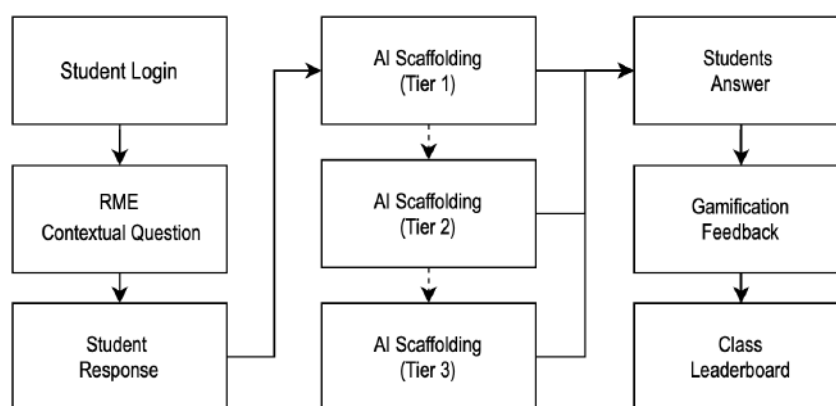 Student Login
RME
Contextual Question
Student
Response
AI Scaffolding
(Tier 1)
AI Scaffolding
(Tier 2)
AI Scaffolding
(Tier 3)
Students
Answer
Gamification
Feedback
Class
Leaderboard